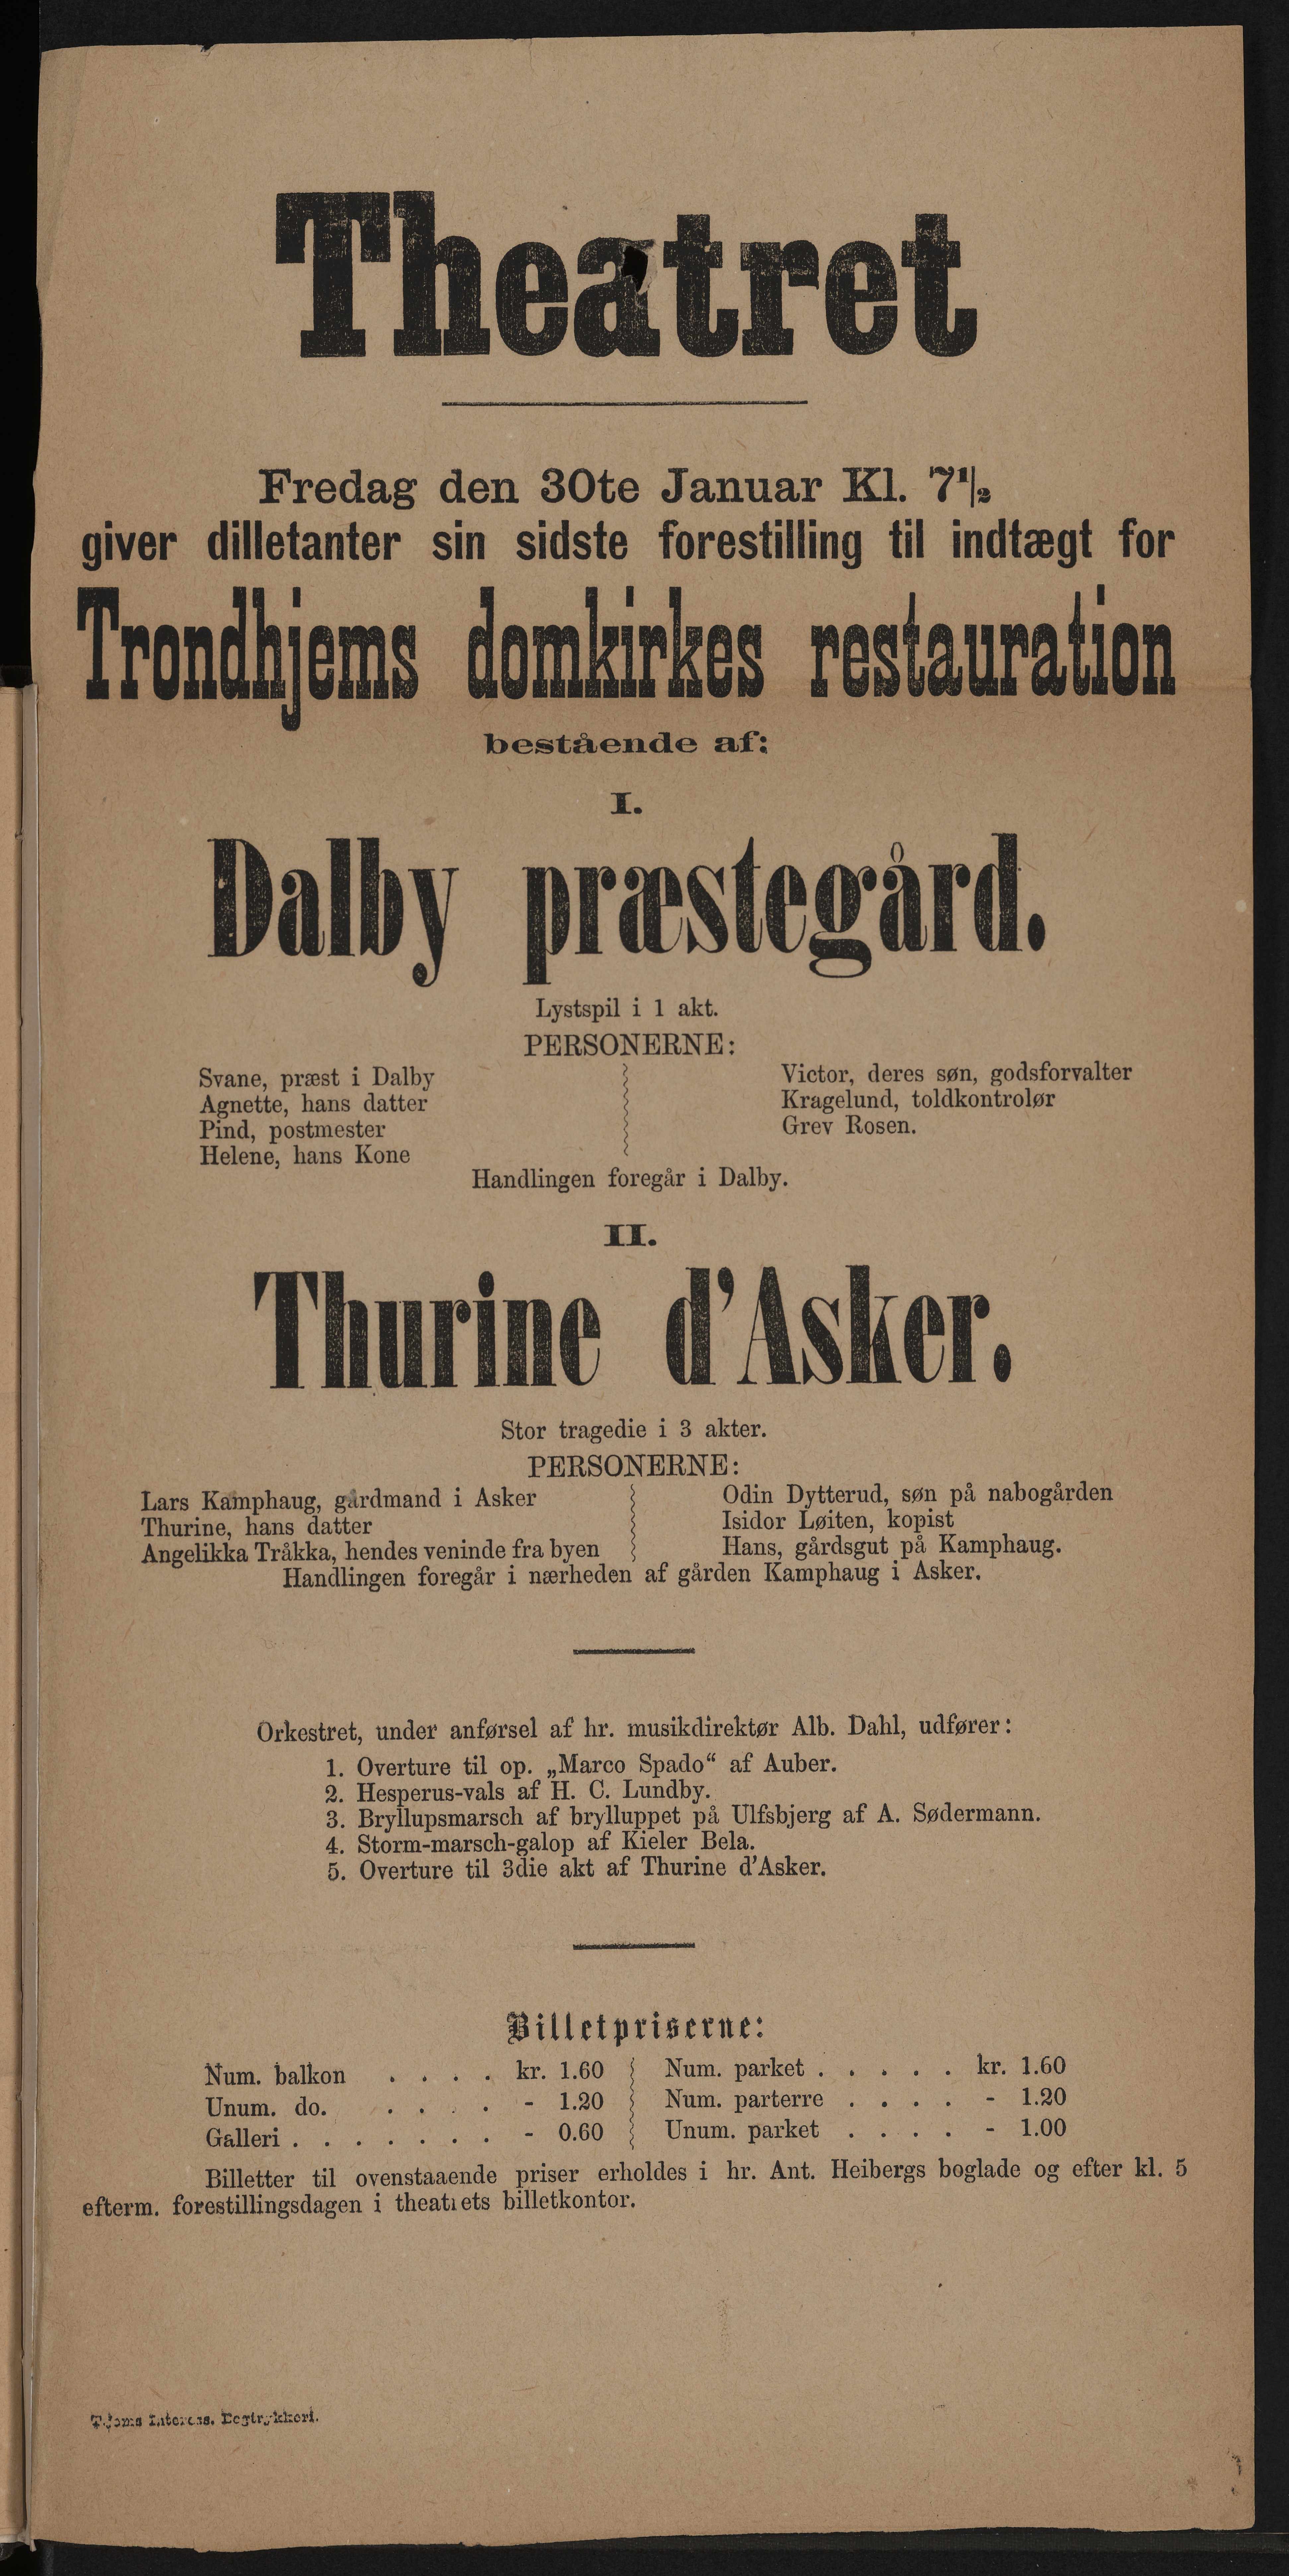 Theatret
Fredag den 30te Januar Kl. 7½
giver dilletanter sin sidste forestilling til indtægt for
Trondhjems domkirkes restauration
bestående af:
I.
Dalby præstegård.
Lystspil i 1 akt.
PERSONERNE:
Svane, præst i Dalby
Agnette, hans datter
Pind, postmester
Helene, hans Kone
Victor, deres søn, godsforvalter
Kragelund, toldkontrolør
Grev Rosen.
Handlingen foregår i Dalby.
II.
Thurine d'Asker.
Stor tragedie i 3 akter.
PERSONERNE:
Lars Kamphaug, gårdmand i Asker
Thurine, hans datter
Angelikka Tråkka, hendes veninde fra byen
Odin Dytterud, søn på nabogården
Isidor Løiten, kopist
Hans, gårdsgut på Kamphaug.
Handlingen foregår i nærheden af gården Kamphaug i Asker.
Orkestret, under anførsel af hr. musikdirektør Alb. Dahl, udfører:
1. Overture til op. „Marco Spado“ af Auber.
2. Hesperus-vals af H. C. Lundby.
3. Bryllupsmarsch af brylluppet på Ulfsbjerg af A. Sødermann.
4. Storm-marsch-galop af Kieler Bela.
5. Overture til 3die akt af Thurine d'Asker.
Billetpriserne:
Num. balkon . . . . kr. 1.60
Unum. do. . . . . - 1.20
Galleri . . . . . . . - 0.60
Num. parket . . . . . kr. 1.60
Num. parterre . . . . - 1.20
Unum. parket . . . . - 1.00
Billetter til ovenstaaende priser erholdes i hr. Ant. Heibergs boglade og efter kl. 5
efterm. forestillingsdagen i theatrets billetkontor.
Bogtrykkeri.